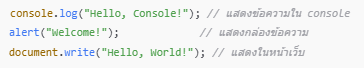 console.log("Hello, Console!"); // แสดงข้อความใน console
alert("Welcome!");             // แสดงกล่องข้อความ
document.write("Hello, World!"); // แสดงในหน้าเว็บ